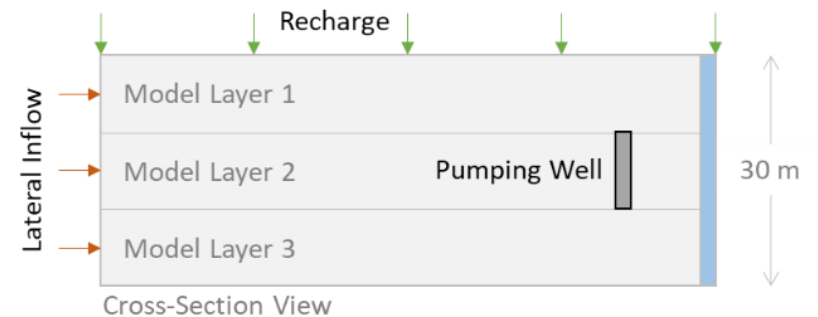 Recharge
Lateral Inflow
Model Layer 1
Model Layer 2
Pumping Well
30 m
Model Layer 3
Cross-Section View